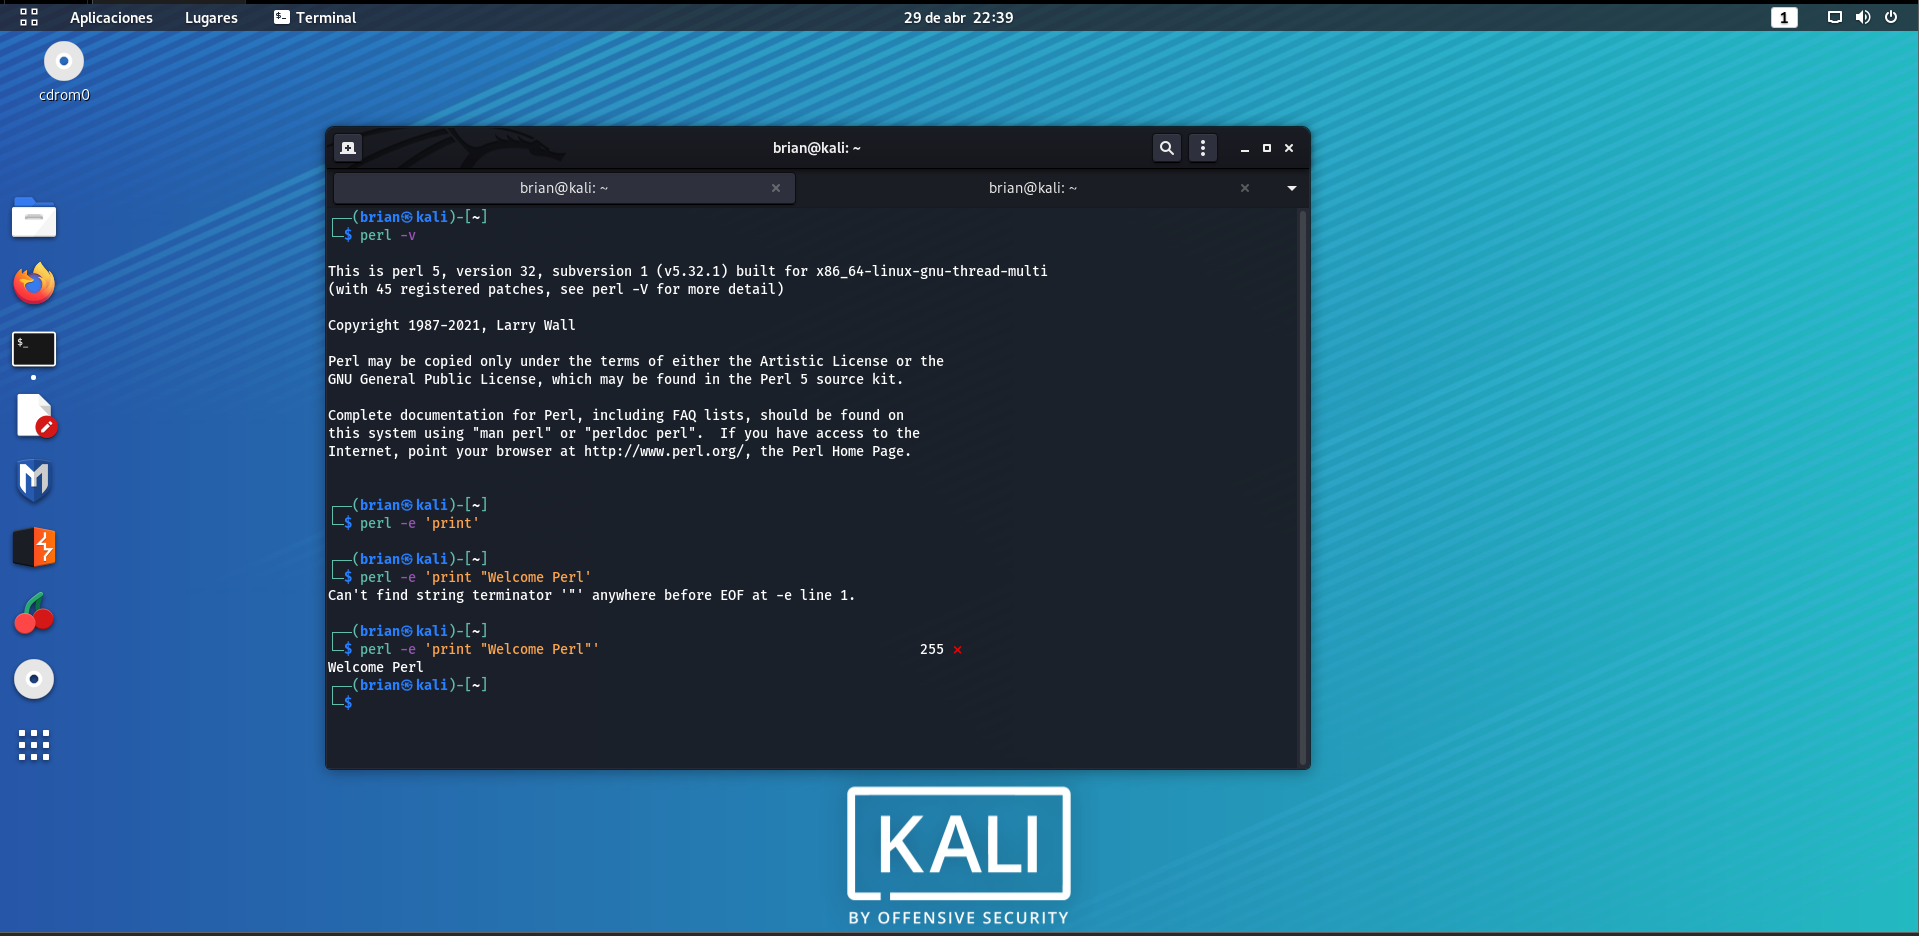 Aplicaciones Lugares Terminal 29 de abr 22:39 1
cdrom0
brian@kali: ~
brian@kali: ~ brian@kali: ~
┌──(brian㉿kali)-[~]
└─$ perl -v
This is perl 5, version 32, subversion 1 (v5.32.1) built for x86_64-linux-gnu-thread-multi
(with 45 registered patches, see perl -V for more detail)
Copyright 1987-2021, Larry Wall
Perl may be copied only under the terms of either the Artistic License or the
GNU General Public License, which may be found in the Perl 5 source kit.
Complete documentation for Perl, including FAQ lists, should be found on
this system using "man perl" or "perldoc perl".  If you have access to the
Internet, point your browser at http://www.perl.org/, the Perl Home Page.
┌──(brian㉿kali)-[~]
└─$ perl -e 'print'
┌──(brian㉿kali)-[~]
└─$ perl -e 'print "Welcome Perl'
Can't find string terminator '"' anywhere before EOF at -e line 1.
┌──(brian㉿kali)-[~]
└─$ perl -e 'print "Welcome Perl"' 255 ⨯
Welcome Perl
┌──(brian㉿kali)-[~]
└─$
$_
KALI
BY OFFENSIVE SECURITY